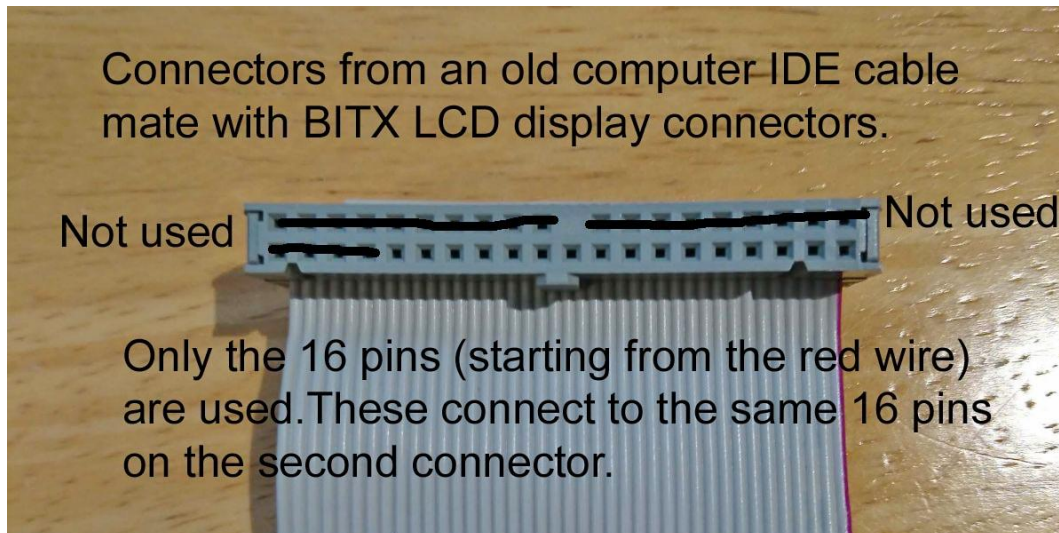 Connectors from an old computer IDE cable
mate with BITX LCD display connectors.
Not used
Not used
Only the 16 pins (starting from the red wire)
are used.These connect to the same 16 pins
on the second connector.